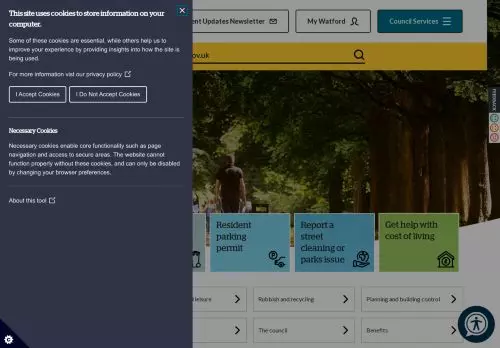 This site uses cookies to store information on your
computer.
Some of these cookies are essential, while others help us to
improve your experience by providing insights into how the site is
being used.
For more information visit our privacy policy
I Accept Cookies
I Do Not Accept Cookies
Necessary Cookies
Necessary cookies enable core functionality such as page
navigation and access to secure areas. The website cannot
function properly without these cookies, and can only be disabled
by changing your browser preferences.
About this tool
Updates Newsletter
My Watford
Council Services
ov.uk
Feedback
Resident
parking
permit
Report a
street
cleaning or
parks issue
Get help with
cost of living
leisure
Rubbish and recycling
Planning and building control
The council
Benefits